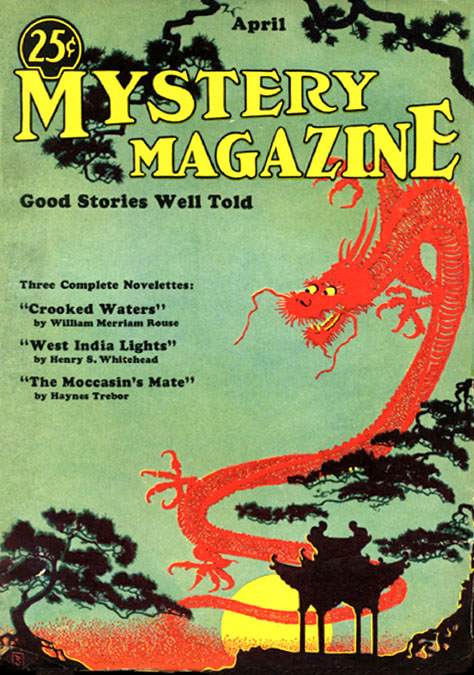 April
25¢
MYSTERY
MAGAZINE
Good Stories Well Told
Three Complete Novelettes:
"Crooked Waters"
by William Merriam Rouse
"West India Lights"
by Henry S. Whitehead
"The Moccasin's Mate"
by Haynes Trebor